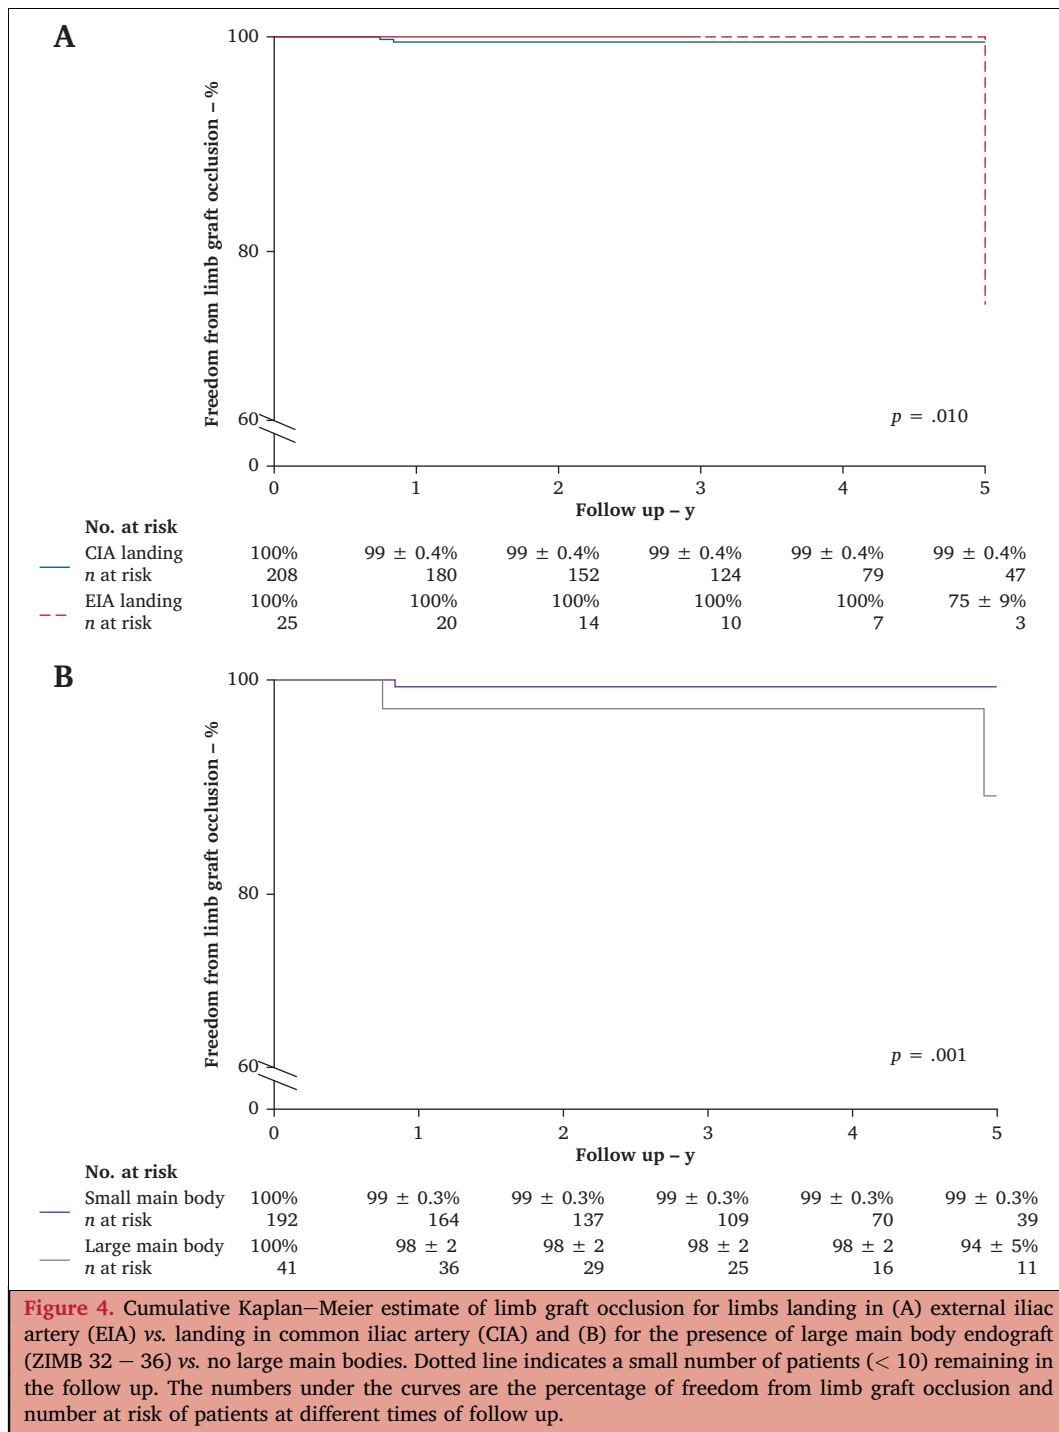 A
Freedom from limb graft occlusion – %
100
80
60
0
p = .010
0 1 2 3 4 5
Follow up – y
No. at risk
CIA landing 100% 99 ± 0.4% 99 ± 0.4% 99 ± 0.4% 99 ± 0.4% 99 ± 0.4%
n at risk 208 180 152 124 79 47
EIA landing 100% 100% 100% 100% 100% 75 ± 9%
n at risk 25 20 14 10 7 3
B
Freedom from limb graft occlusion – %
100
80
60
0
p = .001
0 1 2 3 4 5
Follow up – y
No. at risk
Small main body 100% 99 ± 0.3% 99 ± 0.3% 99 ± 0.3% 99 ± 0.3% 99 ± 0.3%
n at risk 192 164 137 109 70 39
Large main body 100% 98 ± 2 98 ± 2 98 ± 2 98 ± 2 94 ± 5%
n at risk 41 36 29 25 16 11
Figure 4. Cumulative Kaplan–Meier estimate of limb graft occlusion for limbs landing in (A) external iliac
artery (EIA) vs. landing in common iliac artery (CIA) and (B) for the presence of large main body endograft
(ZIMB 32 – 36) vs. no large main bodies. Dotted line indicates a small number of patients (< 10) remaining in
the follow up. The numbers under the curves are the percentage of freedom from limb graft occlusion and
number at risk of patients at different times of follow up.